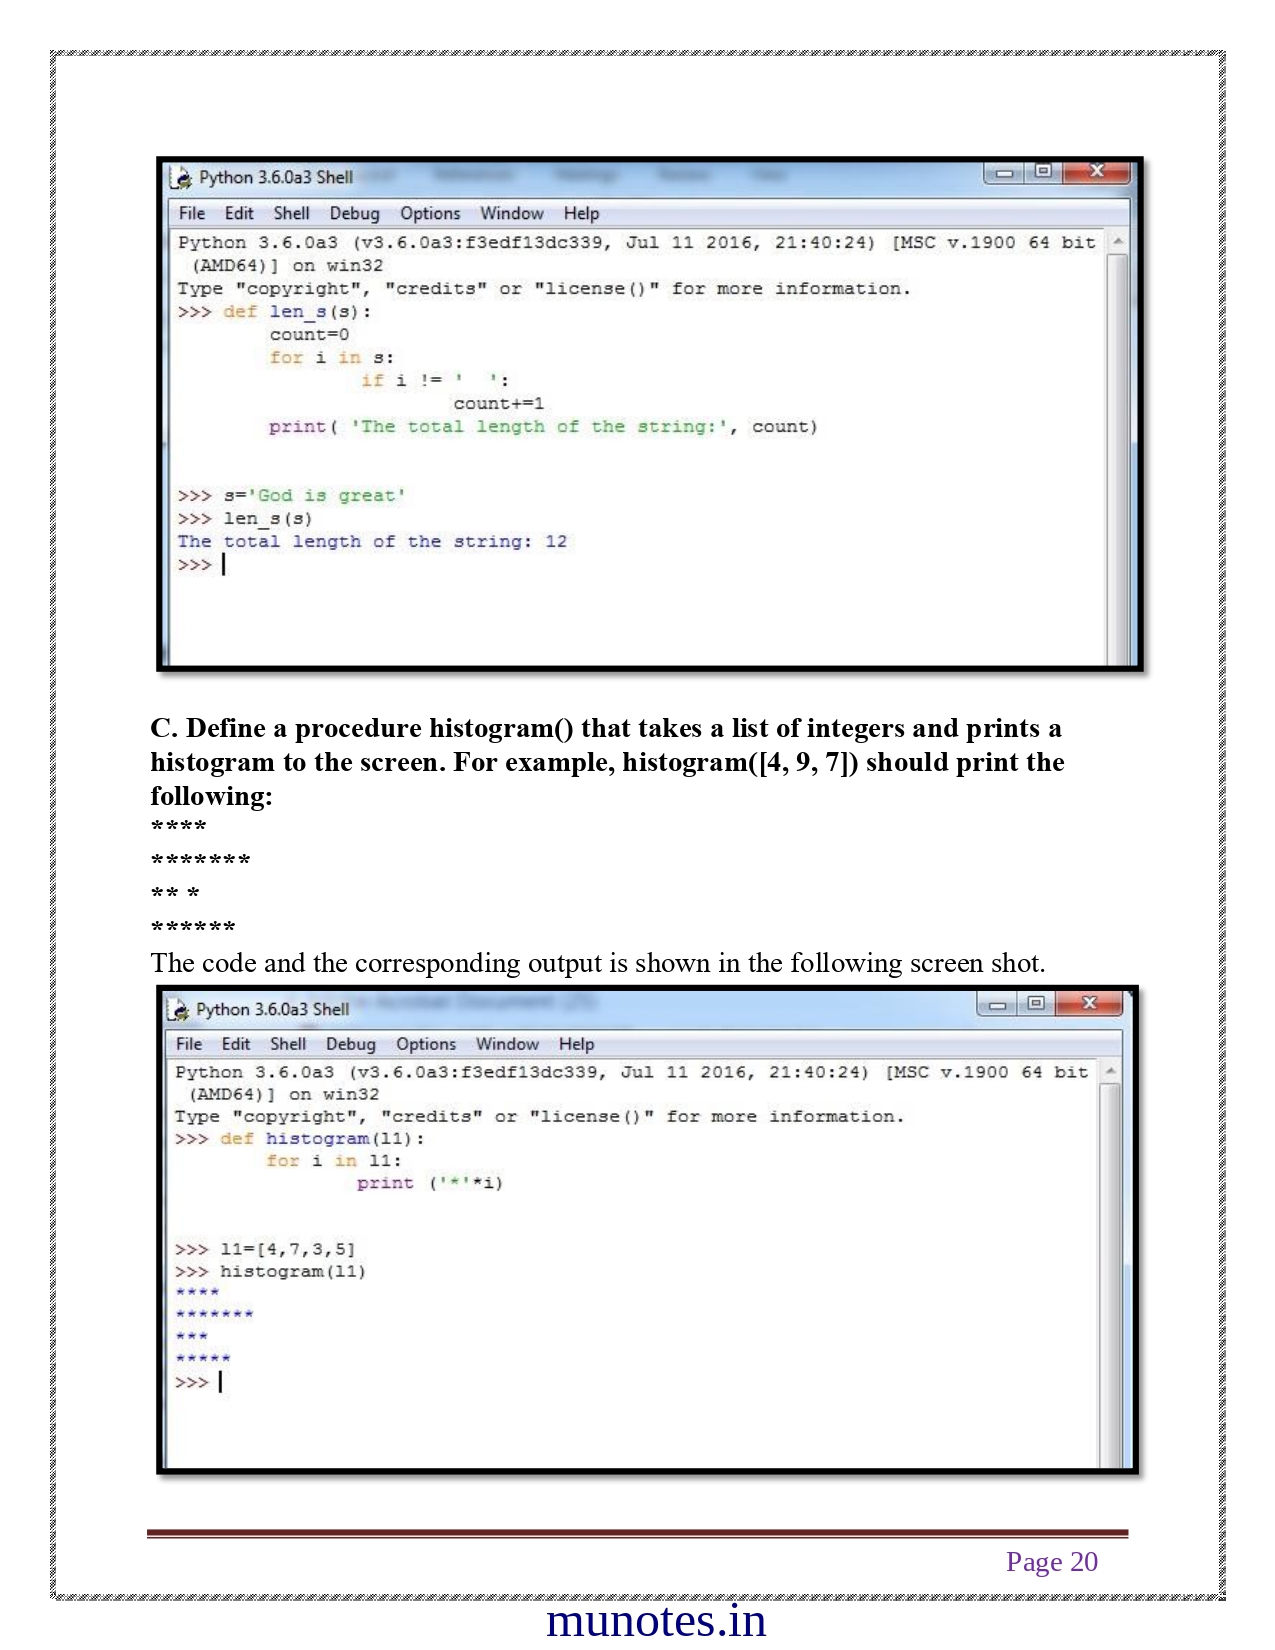 Python 3.6.0a3 Shell
File Edit Shell Debug Options Window Help
Python 3.6.0a3 (v3.6.0a3:f3edf13dc339, Jul 11 2016, 21:40:24) [MSC v.1900 64 bit
(AMD64)] on win32
Type "copyright", "credits" or "license()" for more information.
>>> def len_s(s):
count=0
for i in s:
if i != '  ':
count+=1
print( 'The total length of the string:', count)
>>> s='God is great'
>>> len_s(s)
The total length of the string: 12
>>>
C. Define a procedure histogram() that takes a list of integers and prints a
histogram to the screen. For example, histogram([4, 9, 7]) should print the
following:
****
*******
** *
******
The code and the corresponding output is shown in the following screen shot.
Python 3.6.0a3 Shell
File Edit Shell Debug Options Window Help
Python 3.6.0a3 (v3.6.0a3:f3edf13dc339, Jul 11 2016, 21:40:24) [MSC v.1900 64 bit
(AMD64)] on win32
Type "copyright", "credits" or "license()" for more information.
>>> def histogram(l1):
for i in l1:
print ('*'*i)
>>> l1=[4,7,3,5]
>>> histogram(l1)
****
*******
***
*****
>>>
Page 20
munotes.in